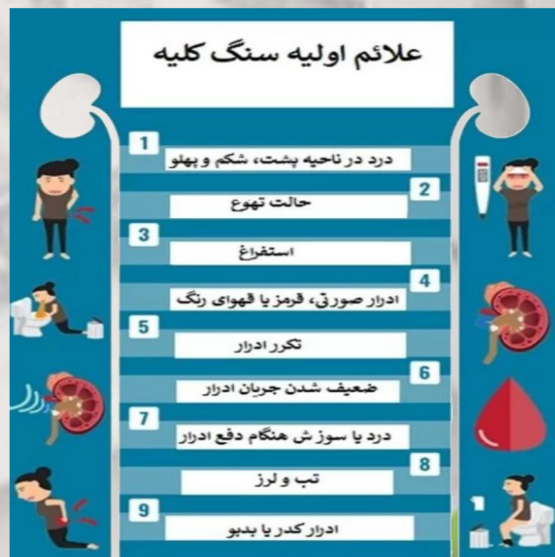 علائم اولیه سنگ کلیه
1
درد در ناحیه پشت، شکم و پهلو
2
حالت تهوع
3
استفراغ
4
ادرار صورتی، قرمز یا قهوای رنگ
5
تکرر ادرار
6
ضعیف شدن جریان ادرار
7
درد یا سوز ش هنگام دفع ادرار
8
تب و لرز
9
ادرار کدر یا بدبو